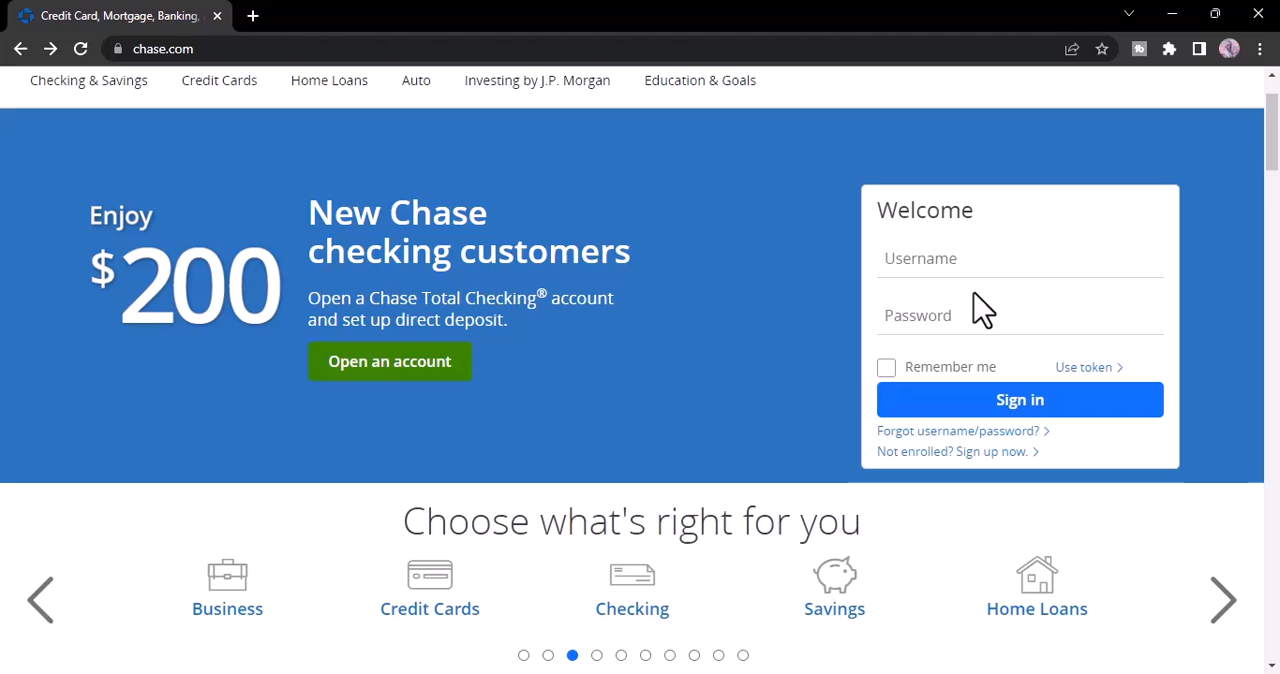 Credit Card, Mortgage, Banking,
chase.com
Checking & Savings Credit Cards Home Loans Auto Investing by J.P. Morgan Education & Goals
Enjoy
$200
New Chase
checking customers
Open a Chase Total Checking® account
and set up direct deposit.
Open an account
Welcome
Username
Password
Remember me Use token
Sign in
Forgot username/password?
Not enrolled? Sign up now.
Choose what's right for you
Business Credit Cards Checking Savings Home Loans